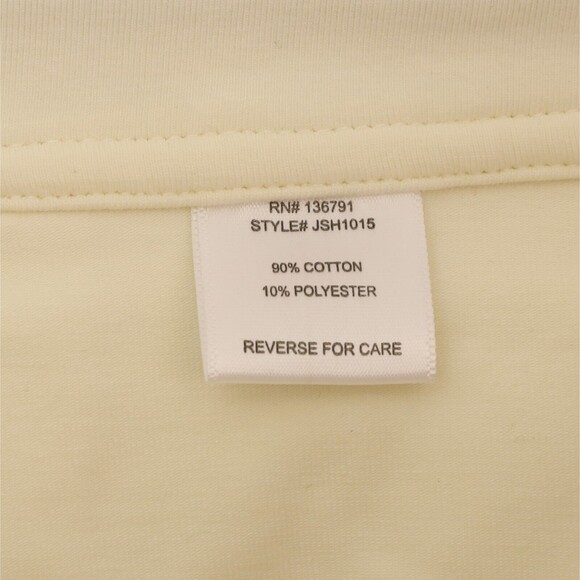 RN# 136791
STYLE# JSH1015
90% COTTON
10% POLYESTER
REVERSE FOR CARE